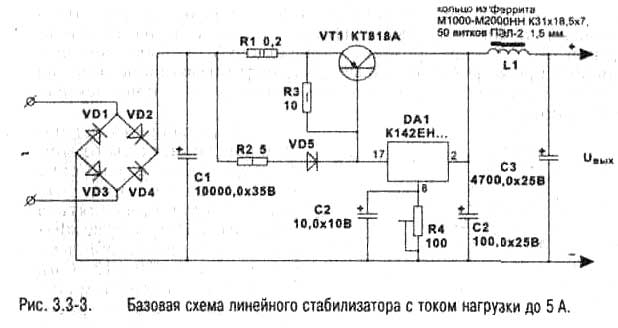 кольцо из феррита
М1000-М2000НН К31х18,5х7,
50 витков ПЭЛ-2 1,5 мм.
R1 0,2
VT1 КТ818А
L1
+
R3
10
DA1
К142ЕН...
VD1
VD2
R2 5
VD5
17
2
8
~
VD3
VD4
+
C1
10000,0х35В
+
C2
10,0х10В
R4
100
+
C3
4700,0х25В
+
C2
100,0х25В
Uвых
−
Рис. 3.3-3. Базовая схема линейного стабилизатора с током нагрузки до 5 А.